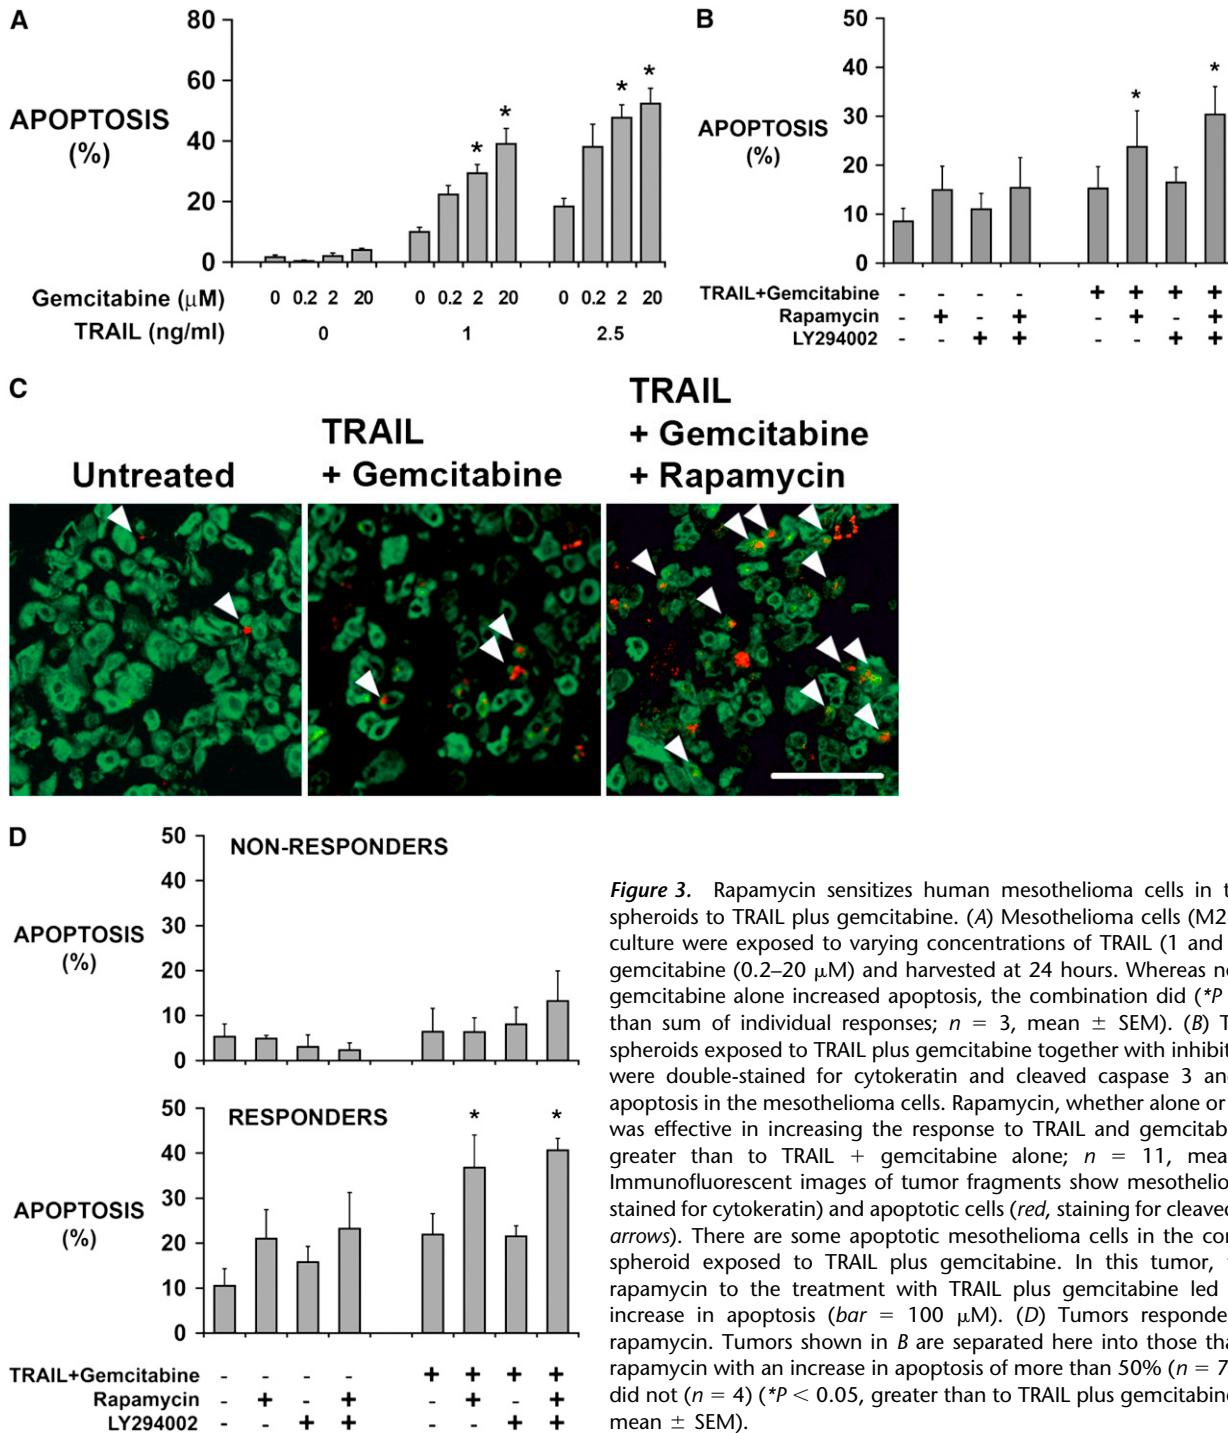 A
80
60
40
20
0
APOPTOSIS
(%)
* * * *
Gemcitabine (μM) 0 0.2 2 20 0 0.2 2 20 0 0.2 2 20
TRAIL (ng/ml) 0 1 2.5
B
50
40
30
20
10
0
APOPTOSIS
(%)
* *
TRAIL+Gemcitabine - - - - + + + +
Rapamycin - + - + - + - +
LY294002 - - + + - - + +
C
Untreated
TRAIL
+ Gemcitabine
TRAIL
+ Gemcitabine
+ Rapamycin
D
50
40
30
20
10
0
NON-RESPONDERS
APOPTOSIS
(%)
50
40
30
20
10
0
RESPONDERS
APOPTOSIS
(%)
* *
TRAIL+Gemcitabine - - - - + + + +
Rapamycin - + - + - + - +
LY294002 - - + + - - + +
Figure 3. Rapamycin sensitizes human mesothelioma cells in
spheroids to TRAIL plus gemcitabine. (A) Mesothelioma cells (M2
culture were exposed to varying concentrations of TRAIL (1 and
gemcitabine (0.2–20 μM) and harvested at 24 hours. Whereas
gemcitabine alone increased apoptosis, the combination did (*P
than sum of individual responses; n = 3, mean ± SEM). (B)
spheroids exposed to TRAIL plus gemcitabine together with
were double-stained for cytokeratin and cleaved caspase 3
apoptosis in the mesothelioma cells. Rapamycin, whether alone or
was effective in increasing the response to TRAIL and
greater than to TRAIL + gemcitabine alone; n = 11,
Immunofluorescent images of tumor fragments show
stained for cytokeratin) and apoptotic cells (red, staining for
arrows). There are some apoptotic mesothelioma cells in the
spheroid exposed to TRAIL plus gemcitabine. In this tumor,
rapamycin to the treatment with TRAIL plus gemcitabine led
increase in apoptosis (bar = 100 μM). (D) Tumors
rapamycin. Tumors shown in B are separated here into those
rapamycin with an increase in apoptosis of more than 50% (n = 7
did not (n = 4) (*P < 0.05, greater than to TRAIL plus
mean ± SEM).